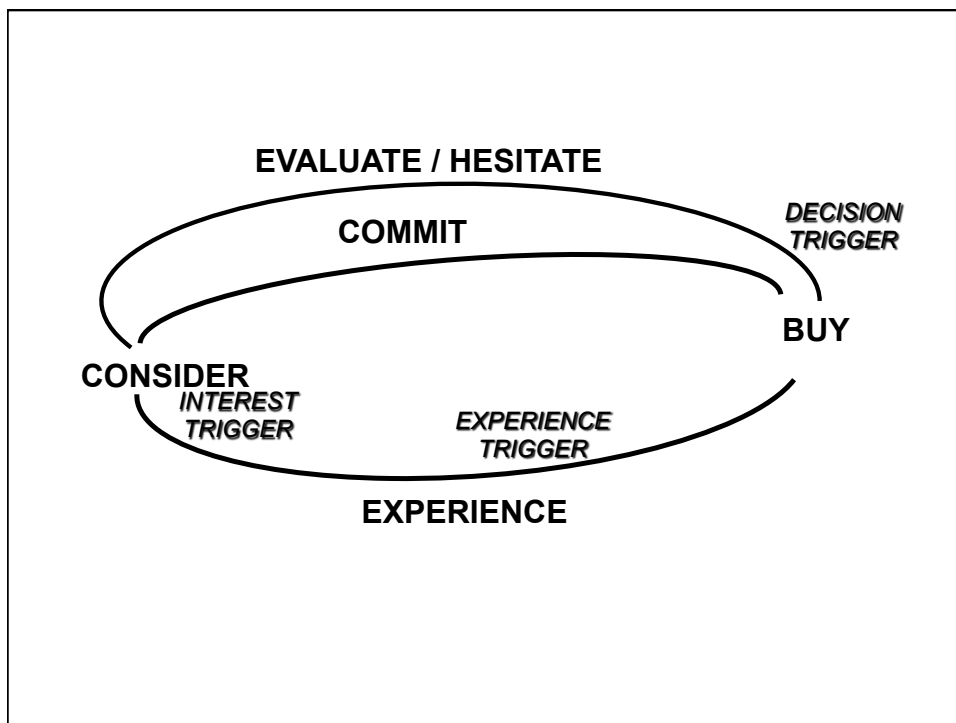 EVALUATE / HESITATE
COMMIT
DECISION
TRIGGER
BUY
CONSIDER
INTEREST
TRIGGER
EXPERIENCE
TRIGGER
EXPERIENCE